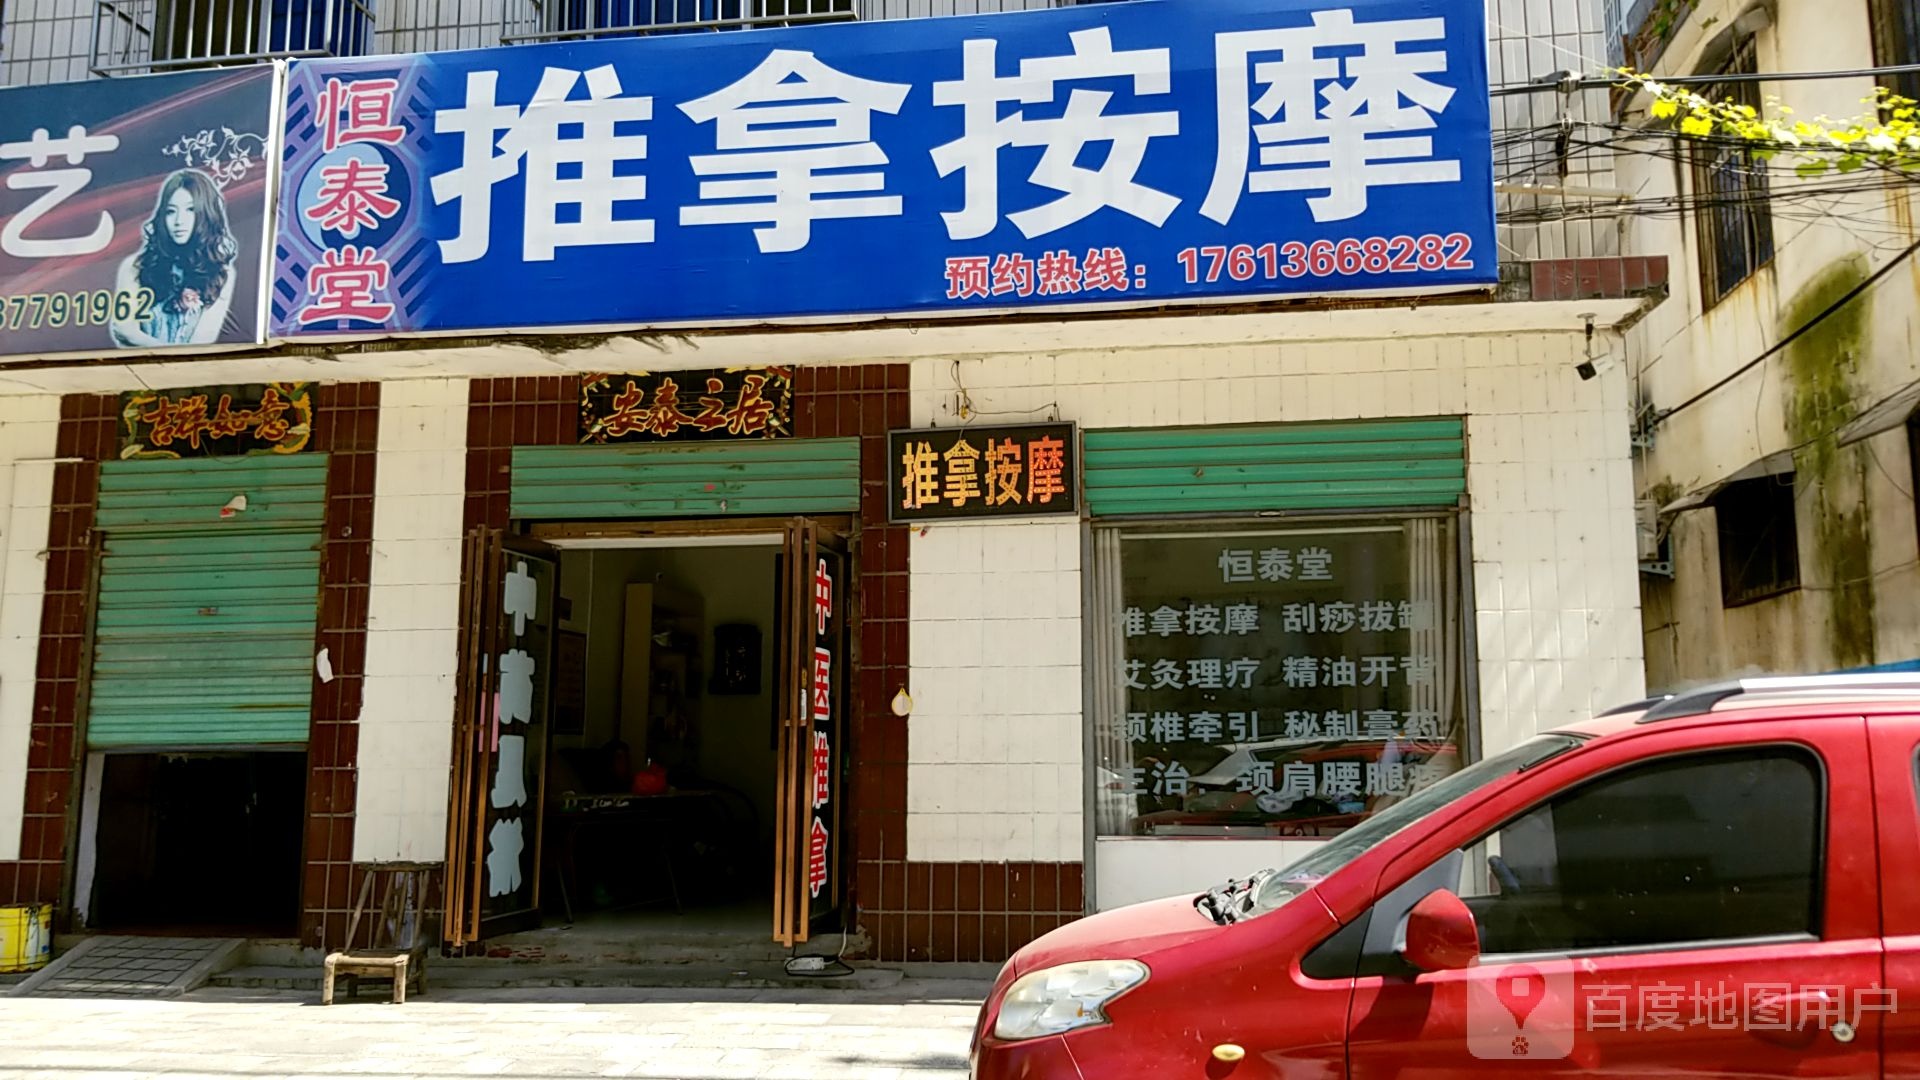 艺
37791962
恒泰堂
推拿按摩
预约热线：17613668282
吉祥如意
安泰之居
推拿按摩
中医推拿
恒泰堂
推拿按摩 刮痧拔罐
艾灸理疗 精油开背
颈椎牵引 秘制膏药
主治：颈肩腰腿疼
百度地图用户